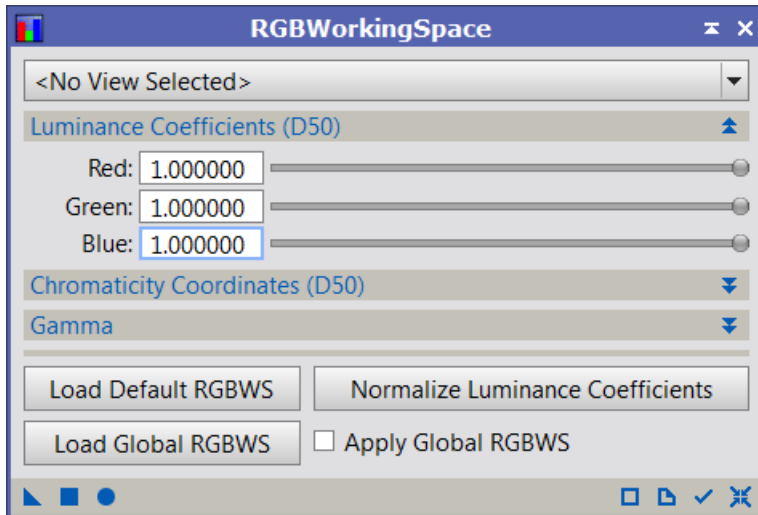 RGBWorkingSpace
<No View Selected>
Luminance Coefficients (D50)
Red: 1.000000
Green: 1.000000
Blue: 1.000000
Chromaticity Coordinates (D50)
Gamma
Load Default RGBWS Normalize Luminance Coefficients
Load Global RGBWS Apply Global RGBWS